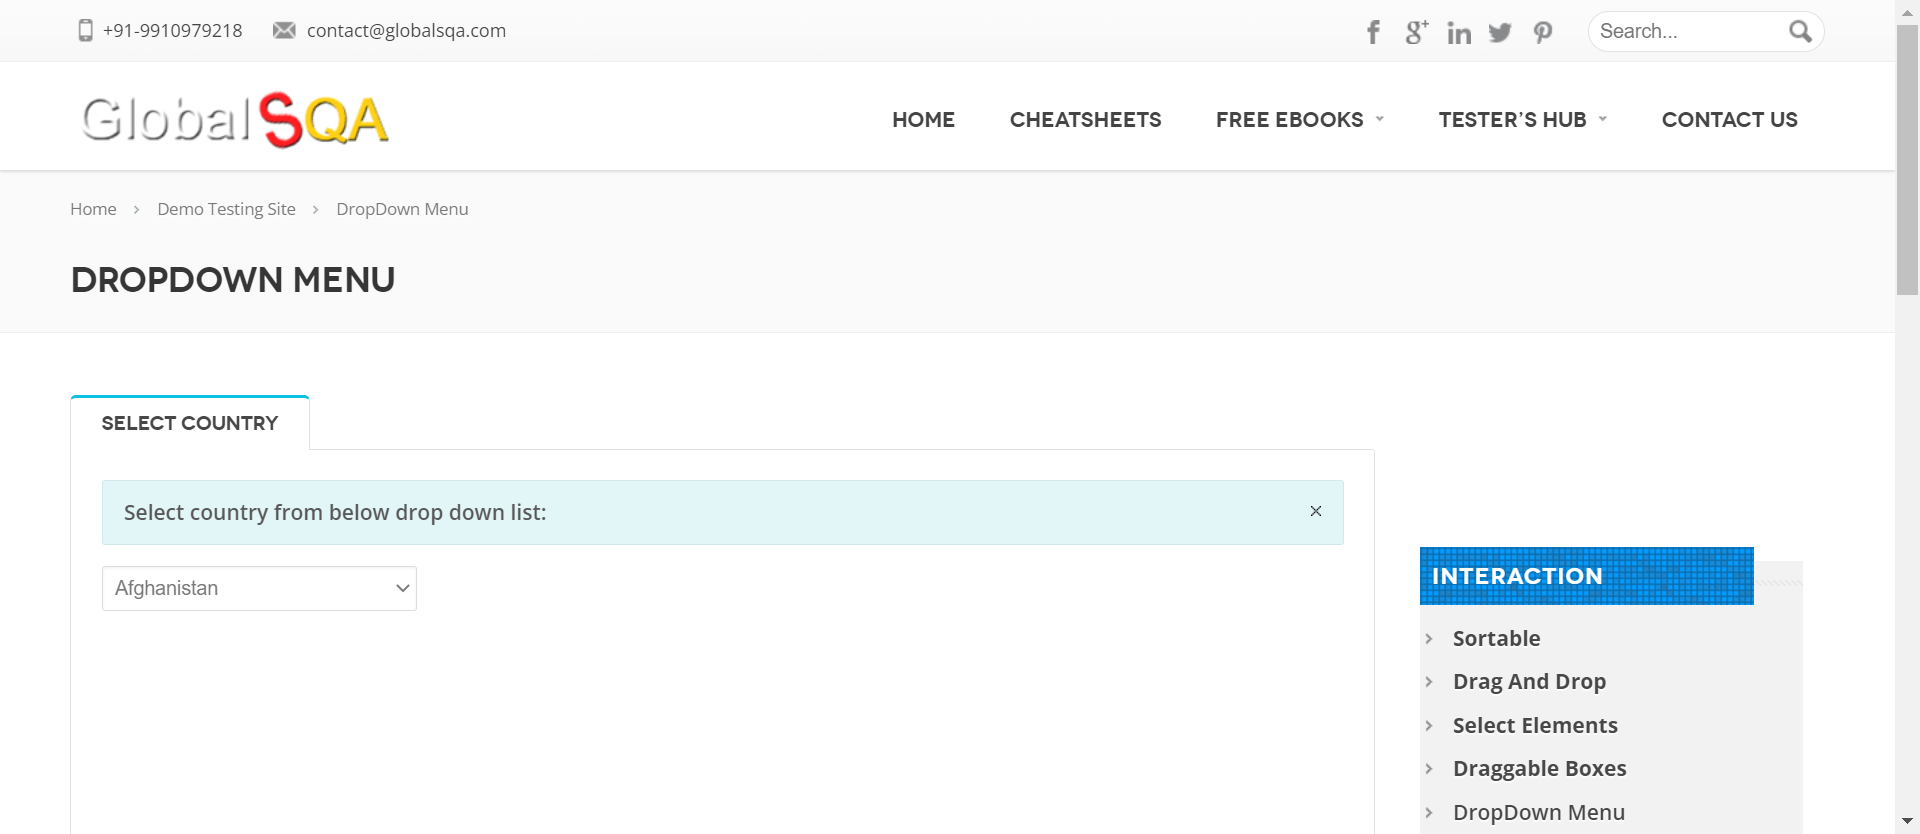 +91-9910979218 contact@globalsqa.com Search...
GlobalSQA
HOME CHEATSHEETS FREE EBOOKS TESTER’S HUB CONTACT US
Home Demo Testing Site DropDown Menu
DROPDOWN MENU
SELECT COUNTRY
Select country from below drop down list:
Afghanistan
INTERACTION
Sortable
Drag And Drop
Select Elements
Draggable Boxes
DropDown Menu